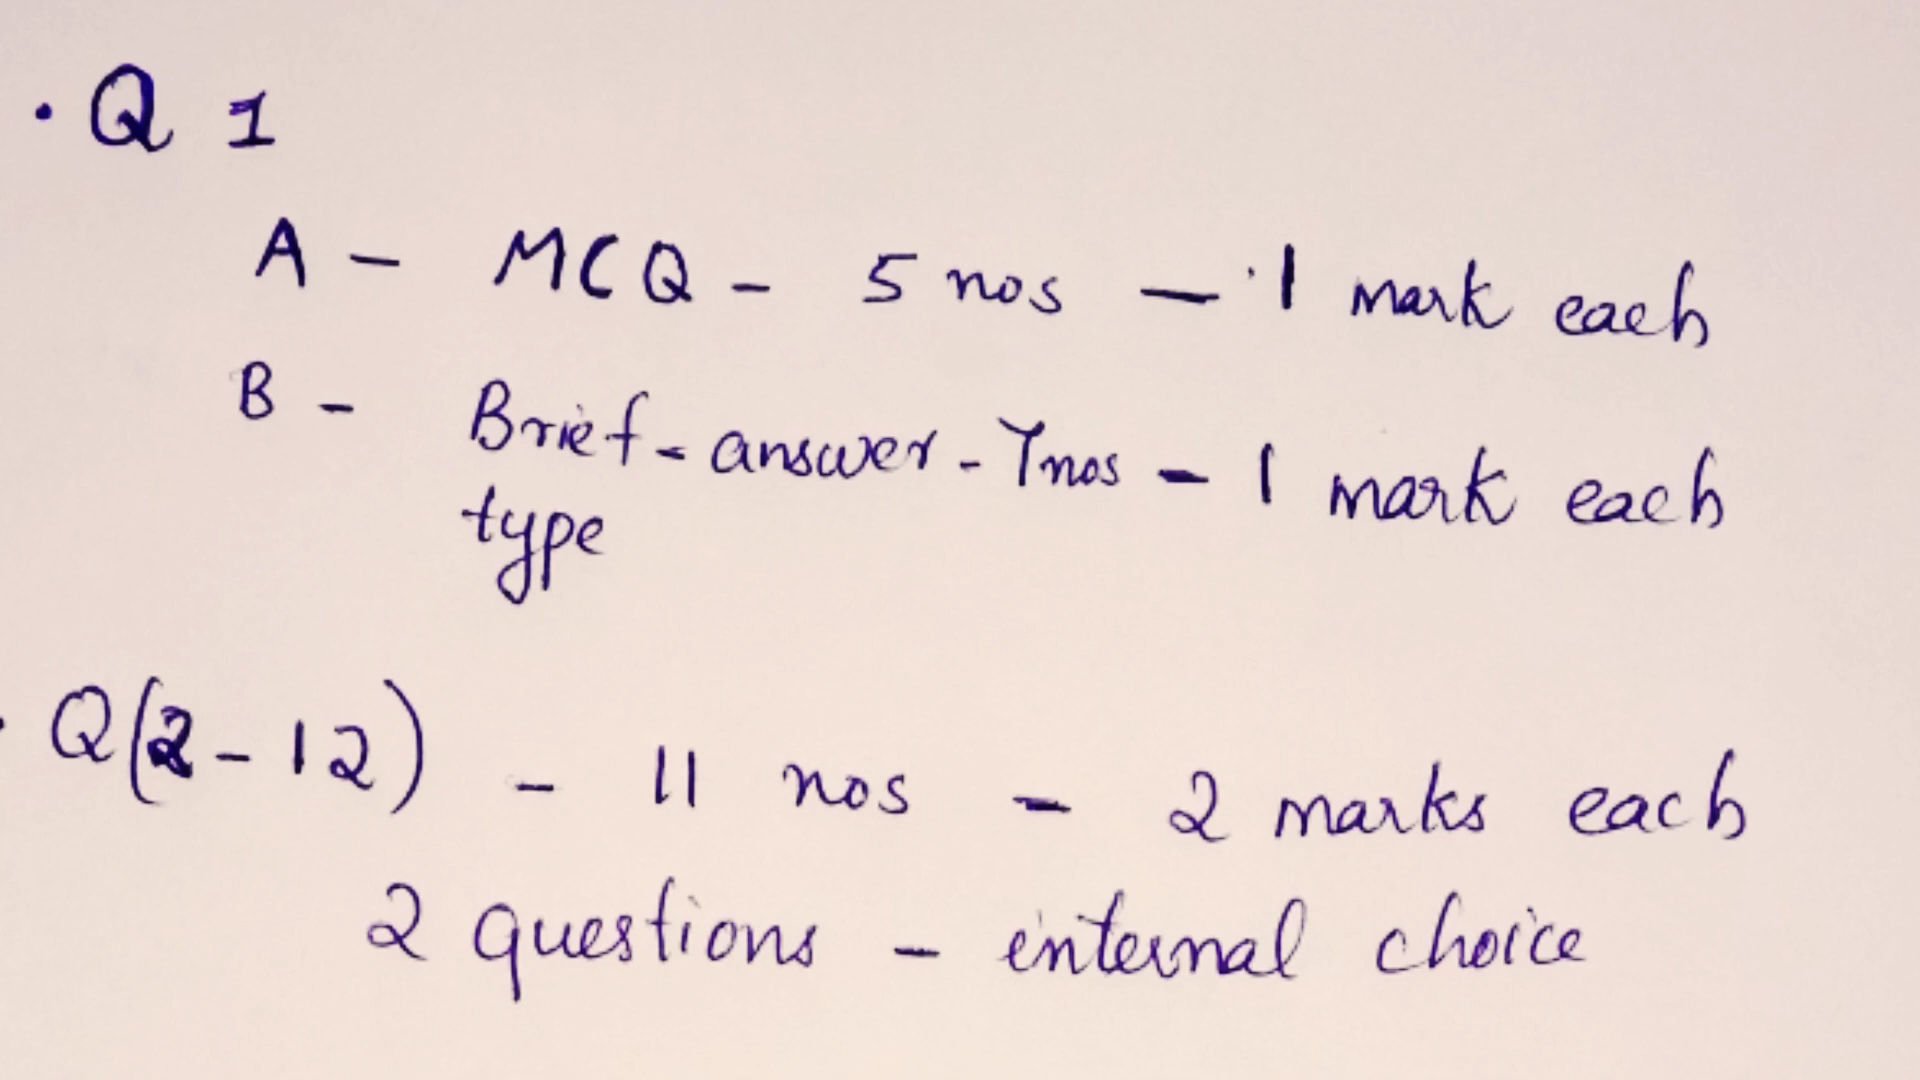 · Q 1
A - MCQ - 5 nos - 1 mark each
B - Brief-answer - 7nos - 1 mark each
type
· Q(2-12) - 11 nos - 2 marks each
2 questions - internal choice